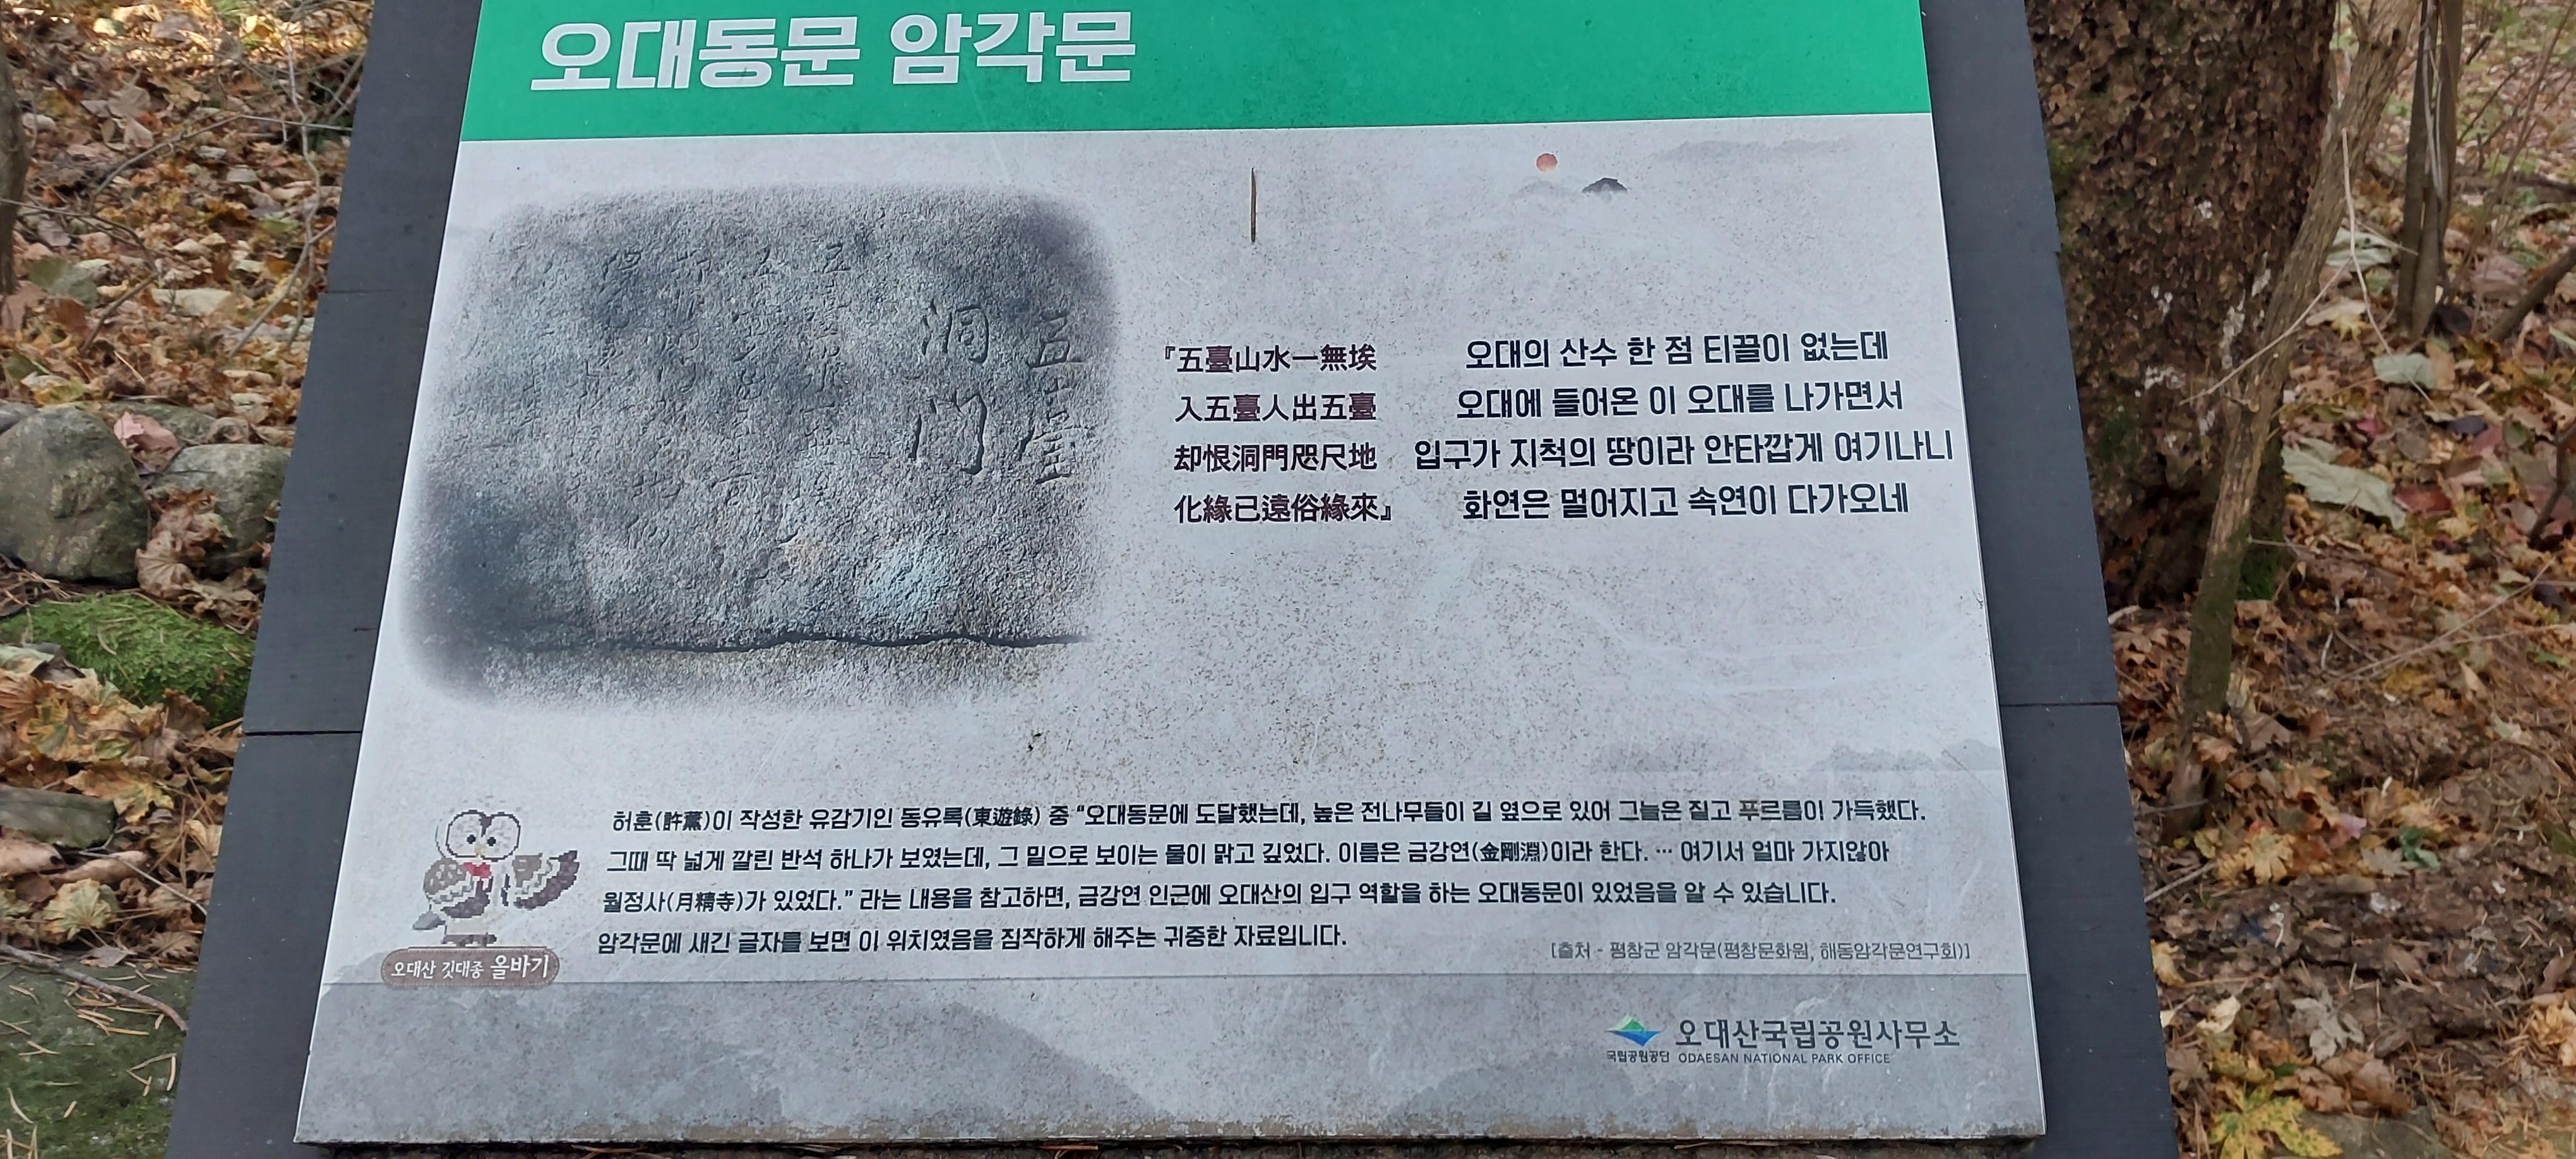 오대동문 암각문
五臺
洞門
『五臺山水一無埃
入五臺人出五臺
却恨洞門咫尺地
化緣已遠俗緣來』
오대의 산수 한 점 티끌이 없는데
오대에 들어온 이 오대를 나가면서
입구가 지척의 땅이라 안타깝게 여기나니
화연은 멀어지고 속연이 다가오네
허훈(許薰)이 작성한 유감기인 동유록(東遊錄) 중 “오대동문에 도달했는데, 높은 전나무들이 길 옆으로 있어 그늘은 짙고 푸르름이 가득했다.
그때 딱 넓게 깔린 반석 하나가 보였는데, 그 밑으로 보이는 물이 맑고 깊었다. 이름은 금강연(金剛淵)이라 한다. … 여기서 얼마 가지않아
월정사(月精寺)가 있었다.” 라는 내용을 참고하면, 금강연 인군에 오대산의 입구 역할을 하는 오대동문이 있었음을 알 수 있습니다.
암각문에 새긴 글자를 보면 이 위치였음을 짐작하게 해주는 귀중한 자료입니다.
[출처 - 평창군 암각문(평창문화원, 해동암각문연구회)]
오대산 깃대종 올바기
국립공원공단
오대산국립공원사무소
ODAESAN NATIONAL PARK OFFICE